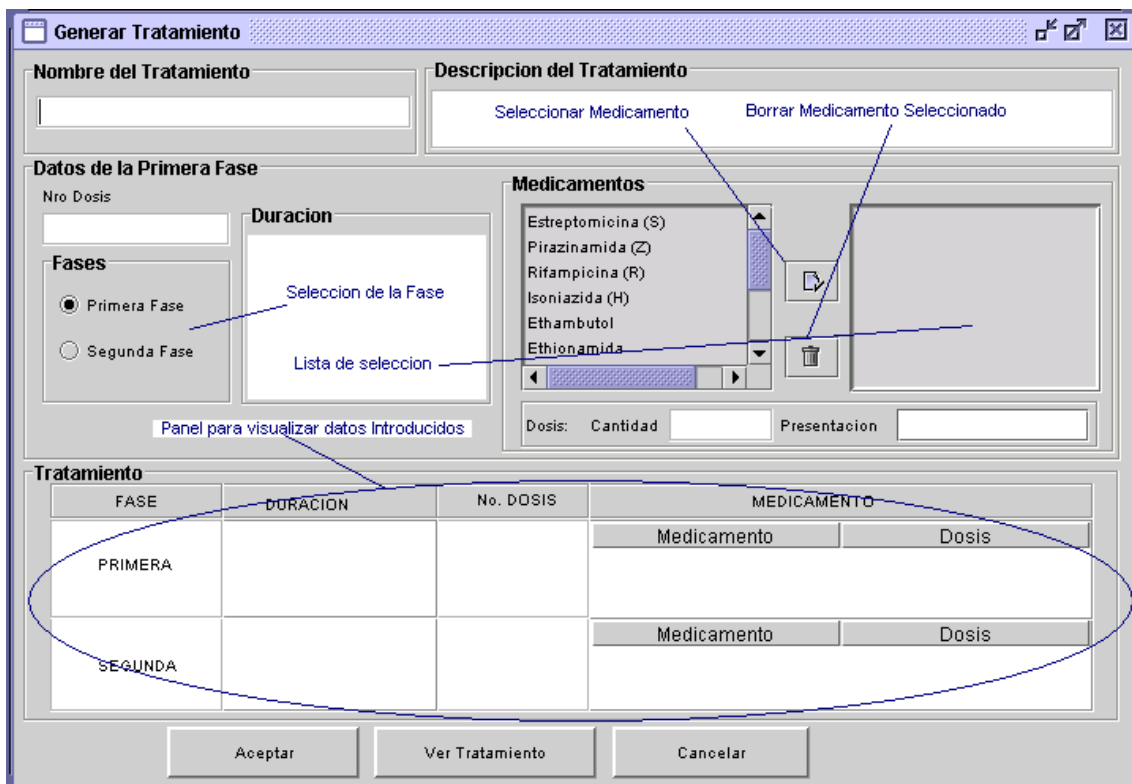 Generar Tratamiento
Nombre del Tratamiento
Descripcion del Tratamiento
Seleccionar Medicamento
Borrar Medicamento Seleccionado
Datos de la Primera Fase
Nro Dosis
Duracion
Medicamentos
Estreptomicina (S)
Pirazinamida (Z)
Rifampicina (R)
Isoniazida (H)
Ethambutol
Ethionamida
Fases
Primera Fase
Segunda Fase
Seleccion de la Fase
Lista de seleccion
Dosis: Cantidad
Presentacion
Panel para visualizar datos Introducidos
Tratamiento
FASE DURACION No. DOSIS MEDICAMENTO
Medicamento Dosis
PRIMERA
Medicamento Dosis
SEGUNDA
Aceptar
Ver Tratamiento
Cancelar